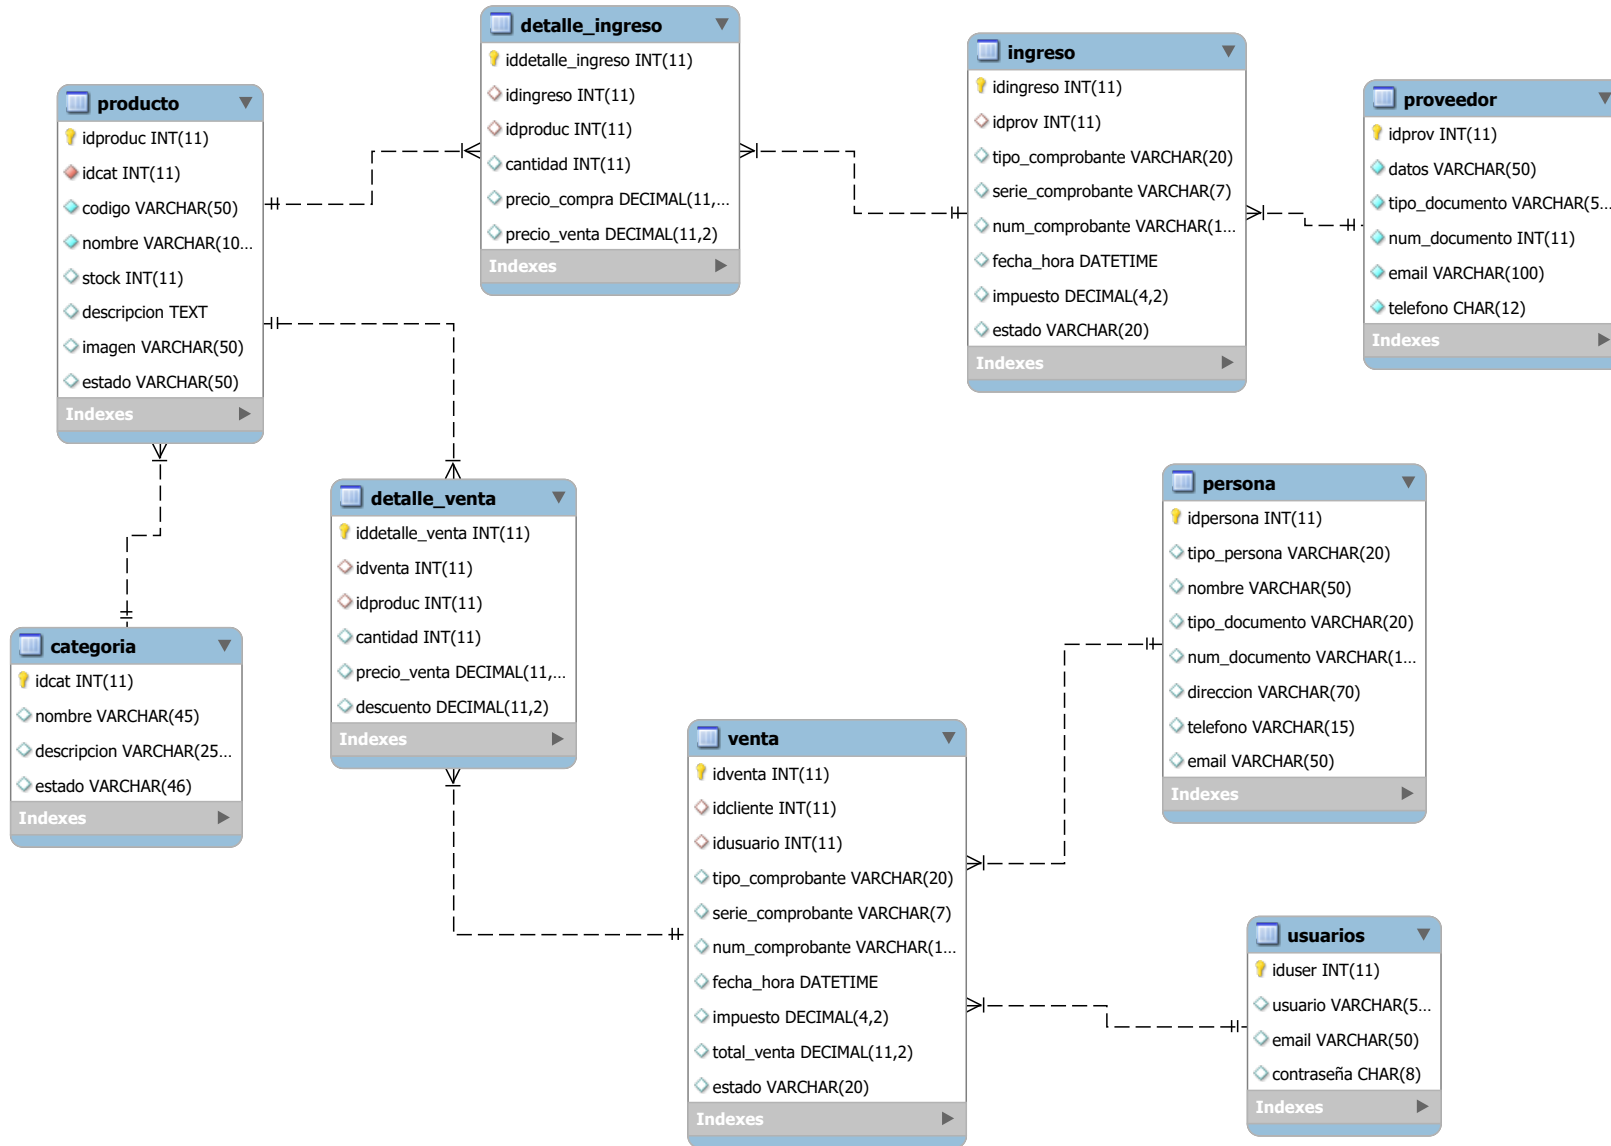 detalle_ingreso
iddetalle_ingreso INT(11)
idingreso INT(11)
idproduc INT(11)
cantidad INT(11)
precio_compra DECIMAL(11,...
precio_venta DECIMAL(11,2)
Indexes
ingreso
idingreso INT(11)
idprov INT(11)
tipo_comprobante VARCHAR(20)
serie_comprobante VARCHAR(7)
num_comprobante VARCHAR(1...
fecha_hora DATETIME
impuesto DECIMAL(4,2)
estado VARCHAR(20)
Indexes
proveedor
idprov INT(11)
datos VARCHAR(50)
tipo_documento VARCHAR(5...
num_documento INT(11)
email VARCHAR(100)
telefono CHAR(12)
Indexes
producto
idproduc INT(11)
idcat INT(11)
codigo VARCHAR(50)
nombre VARCHAR(10...
stock INT(11)
descripcion TEXT
imagen VARCHAR(50)
estado VARCHAR(50)
Indexes
detalle_venta
iddetalle_venta INT(11)
idventa INT(11)
idproduc INT(11)
cantidad INT(11)
precio_venta DECIMAL(11,...
descuento DECIMAL(11,2)
Indexes
persona
idpersona INT(11)
tipo_persona VARCHAR(20)
nombre VARCHAR(50)
tipo_documento VARCHAR(20)
num_documento VARCHAR(1...
direccion VARCHAR(70)
telefono VARCHAR(15)
email VARCHAR(50)
Indexes
categoria
idcat INT(11)
nombre VARCHAR(45)
descripcion VARCHAR(25...
estado VARCHAR(46)
Indexes
venta
idventa INT(11)
idcliente INT(11)
idusuario INT(11)
tipo_comprobante VARCHAR(20)
serie_comprobante VARCHAR(7)
num_comprobante VARCHAR(1...
fecha_hora DATETIME
impuesto DECIMAL(4,2)
total_venta DECIMAL(11,2)
estado VARCHAR(20)
Indexes
usuarios
iduser INT(11)
usuario VARCHAR(5...
email VARCHAR(50)
contraseña CHAR(8)
Indexes